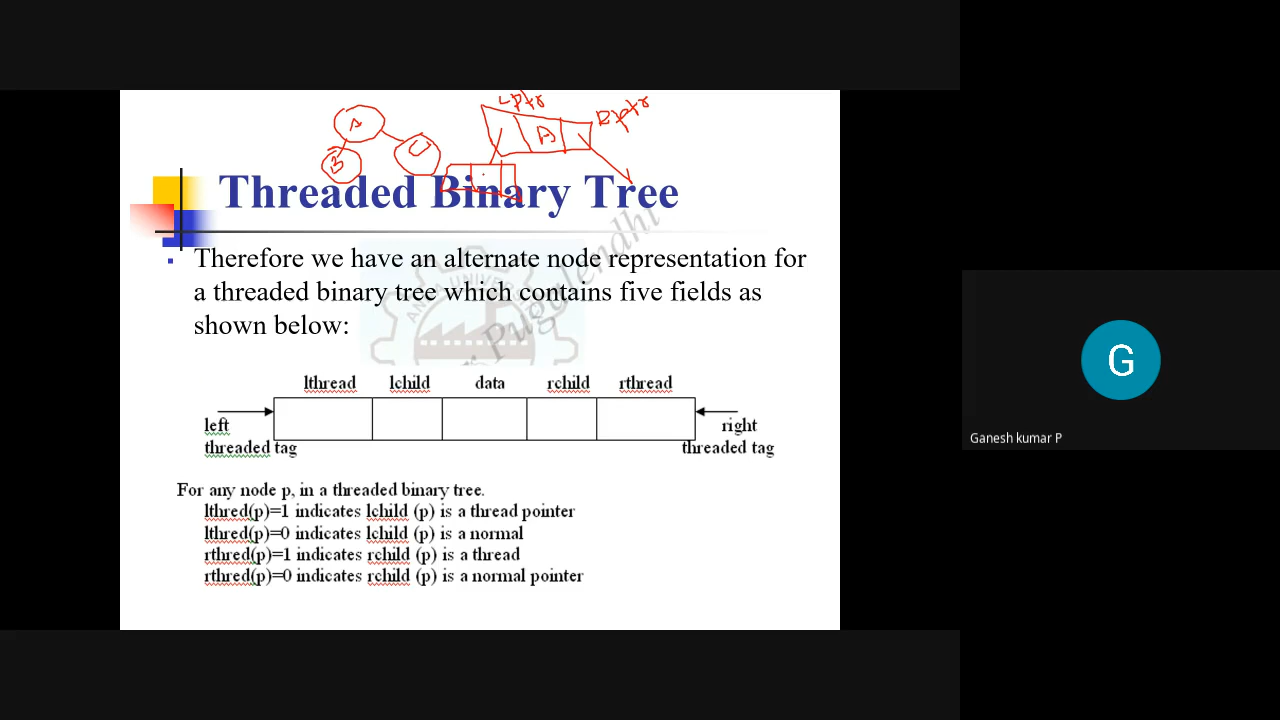 Lptr
Rptr
A
A
B
C
Threaded Binary Tree
Therefore we have an alternate node representation for
a threaded binary tree which contains five fields as
shown below:
Pugalendhi
lthread lchild data rchild rthread
left right
threaded tag threaded tag
For any node p, in a threaded binary tree.
lthred(p)=1 indicates lchild (p) is a thread pointer
lthred(p)=0 indicates lchild (p) is a normal
rthred(p)=1 indicates rchild (p) is a thread
rthred(p)=0 indicates rchild (p) is a normal pointer
G
Ganesh kumar P